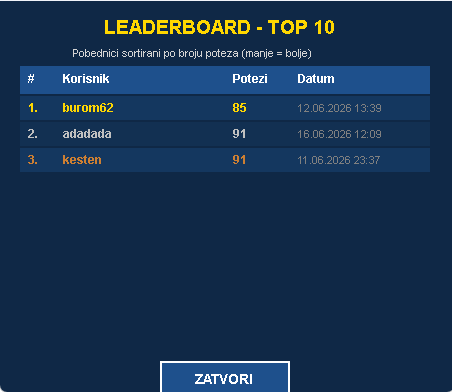 LEADERBOARD - TOP 10
Pobednici sortirani po broju poteza (manje = bolje)
# Korisnik Potezi Datum
1. burom62 85 12.06.2026 13:39
2. adadada 91 16.06.2026 12:09
3. kesten 91 11.06.2026 23:37
ZATVORI